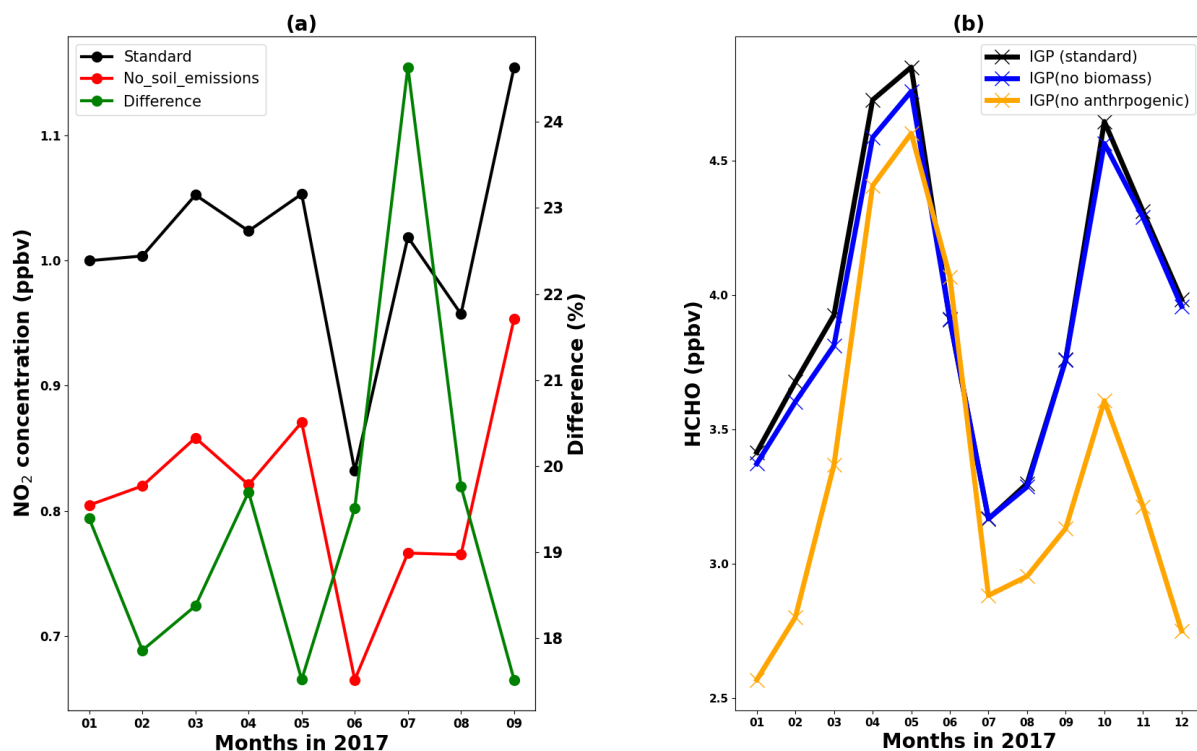 (a)
Standard
No_soil_emissions
Difference
NO₂ concentration (ppbv)
1.1
1.0
0.9
0.8
0.7
Difference (%)
24
23
22
21
20
19
18
01 02 03 04 05 06 07 08 09
Months in 2017
(b)
IGP (standard)
IGP(no biomass)
IGP(no anthrpogenic)
HCHO (ppbv)
4.5
4.0
3.5
3.0
2.5
01 02 03 04 05 06 07 08 09 10 11 12
Months in 2017